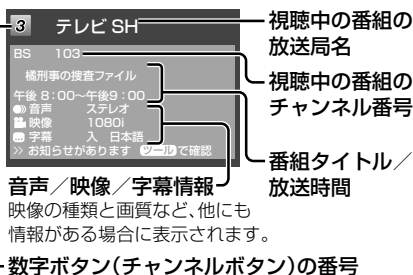 3 テレビ SH
BS 103
橘刑事の捜査ファイル
午後 8:00~午後9:00
音声 ステレオ
映像 1080i
字幕 入 日本語
>> お知らせがあります ツール で確認
視聴中の番組の
放送局名
視聴中の番組の
チャンネル番号
番組タイトル/
放送時間
音声/映像/字幕情報
映像の種類と画質など、他にも
情報がある場合に表示されます。
数字ボタン(チャンネルボタン)の番号